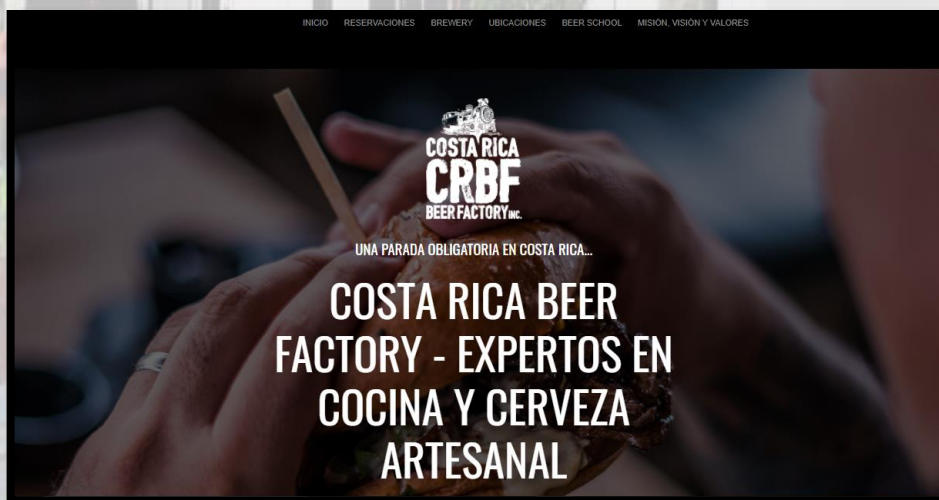 INICIO RESERVACIONES BREWERY UBICACIONES BEER SCHOOL MISIÓN, VISIÓN Y VALORES
COSTA RICA
CRBF
BEER FACTORY INC.
UNA PARADA OBLIGATORIA EN COSTA RICA...
COSTA RICA BEER
FACTORY - EXPERTOS EN
COCINA Y CERVEZA
ARTESANAL